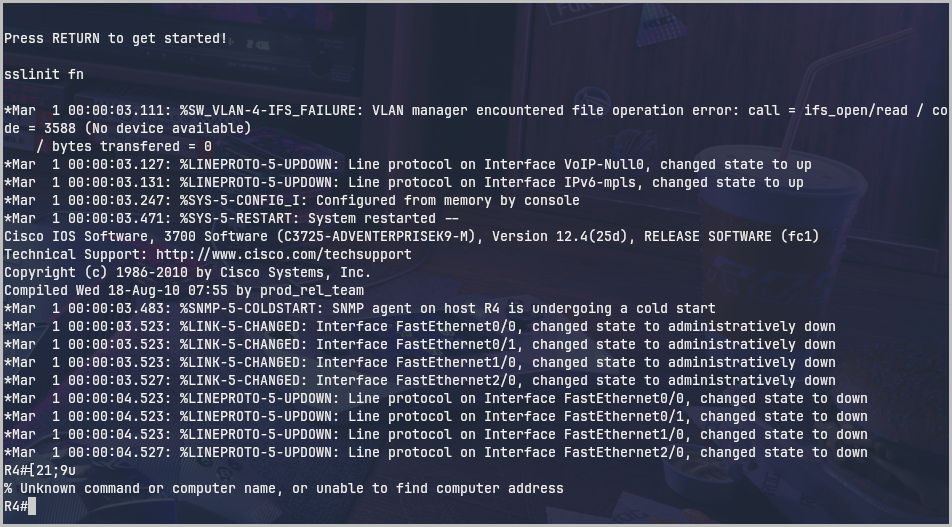 Press RETURN to get started!
sslinit fn
*Mar  1 00:00:03.111: %SW_VLAN-4-IFS_FAILURE: VLAN manager encountered file operation error: call = ifs_open/read / co
de = 3588 (No device available)
    / bytes transfered = 0
*Mar  1 00:00:03.127: %LINEPROTO-5-UPDOWN: Line protocol on Interface VoIP-Null0, changed state to up
*Mar  1 00:00:03.131: %LINEPROTO-5-UPDOWN: Line protocol on Interface IPv6-mpls, changed state to up
*Mar  1 00:00:03.247: %SYS-5-CONFIG_I: Configured from memory by console
*Mar  1 00:00:03.471: %SYS-5-RESTART: System restarted --
Cisco IOS Software, 3700 Software (C3725-ADVENTERPRISEK9-M), Version 12.4(25d), RELEASE SOFTWARE (fc1)
Technical Support: http://www.cisco.com/techsupport
Copyright (c) 1986-2010 by Cisco Systems, Inc.
Compiled Wed 18-Aug-10 07:55 by prod_rel_team
*Mar  1 00:00:03.483: %SNMP-5-COLDSTART: SNMP agent on host R4 is undergoing a cold start
*Mar  1 00:00:03.523: %LINK-5-CHANGED: Interface FastEthernet0/0, changed state to administratively down
*Mar  1 00:00:03.523: %LINK-5-CHANGED: Interface FastEthernet0/1, changed state to administratively down
*Mar  1 00:00:03.523: %LINK-5-CHANGED: Interface FastEthernet1/0, changed state to administratively down
*Mar  1 00:00:03.527: %LINK-5-CHANGED: Interface FastEthernet2/0, changed state to administratively down
*Mar  1 00:00:04.523: %LINEPROTO-5-UPDOWN: Line protocol on Interface FastEthernet0/0, changed state to down
*Mar  1 00:00:04.523: %LINEPROTO-5-UPDOWN: Line protocol on Interface FastEthernet0/1, changed state to down
*Mar  1 00:00:04.523: %LINEPROTO-5-UPDOWN: Line protocol on Interface FastEthernet1/0, changed state to down
*Mar  1 00:00:04.527: %LINEPROTO-5-UPDOWN: Line protocol on Interface FastEthernet2/0, changed state to down
R4#[21;9u
% Unknown command or computer name, or unable to find computer address
R4#